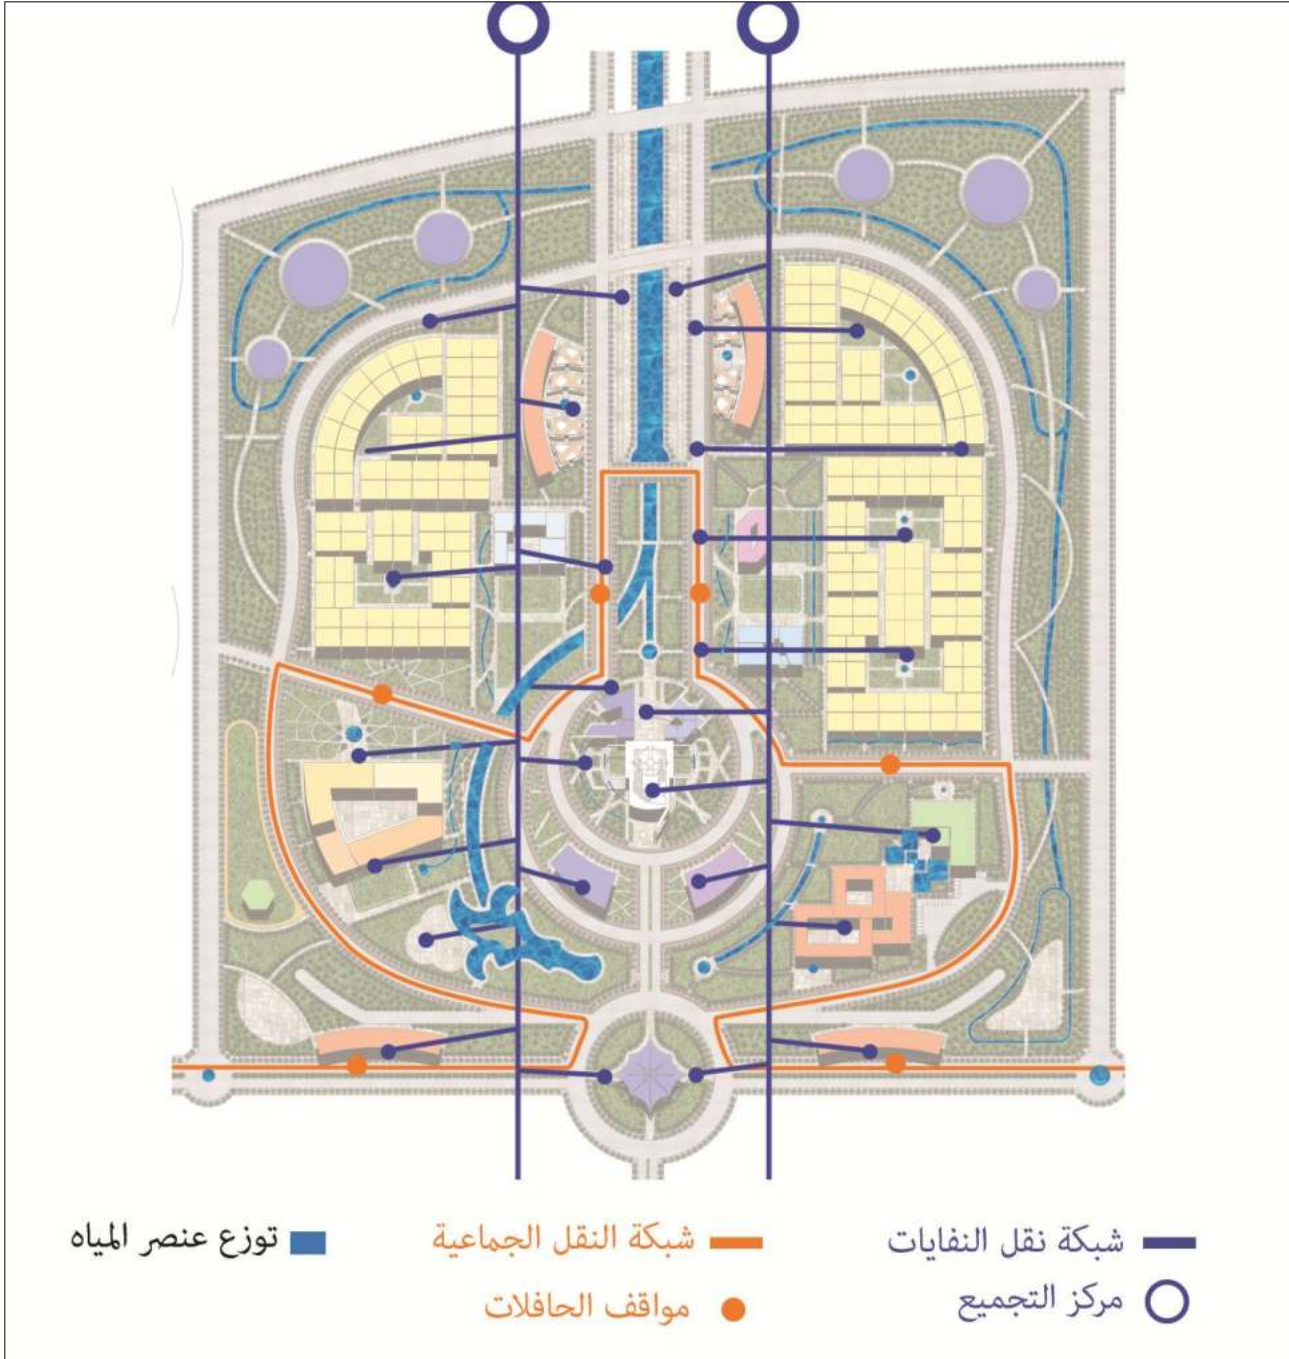 شبكة نقل النفايات
شبكة النقل الجماعية
توزع عنصر المياه
مركز التجميع
مواقف الحافلات